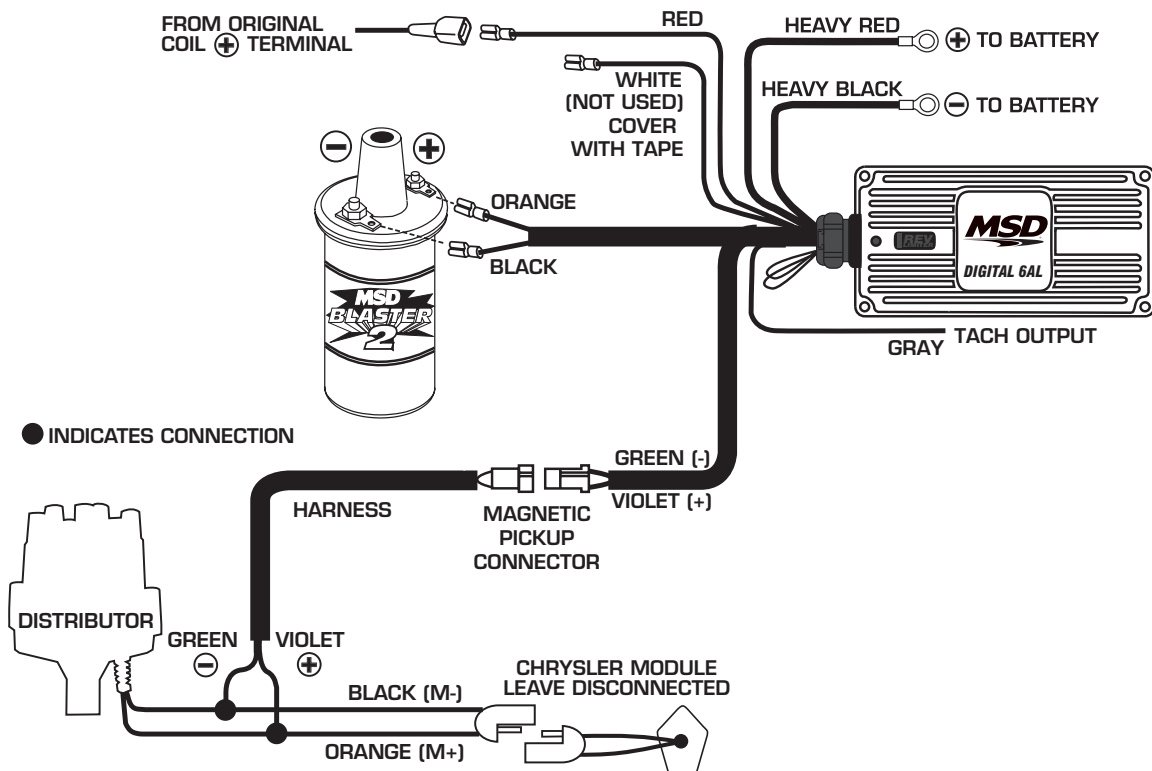 FROM ORIGINAL
COIL + TERMINAL
RED
HEAVY RED
+ TO BATTERY
WHITE
(NOT USED)
COVER
WITH TAPE
HEAVY BLACK
- TO BATTERY
- +
ORANGE
BLACK
MSD
BLASTER
2
REV
LIMITER
MSD
DIGITAL 6AL
GRAY
TACH OUTPUT
INDICATES CONNECTION
GREEN (-)
VIOLET (+)
HARNESS
MAGNETIC
PICKUP
CONNECTOR
DISTRIBUTOR
GREEN
-
VIOLET
+
BLACK (M-)
ORANGE (M+)
CHRYSLER MODULE
LEAVE DISCONNECTED